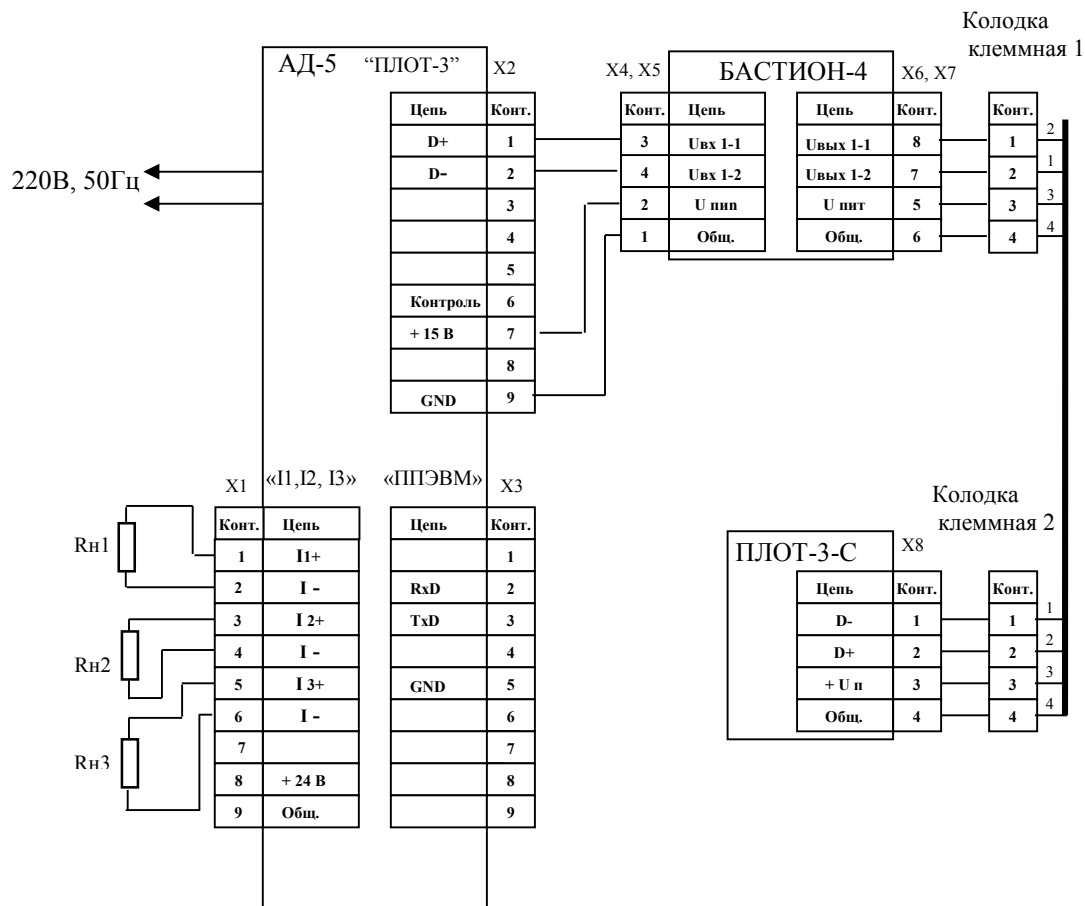 Колодка
клеммная 1
АД-5 “ПЛОТ-3” X2
X4, X5 БАСТИОН-4 X6, X7
Цепь Конт. Конт. Цепь Цепь Конт. Конт.
D+ 1 3 Uвх 1-1 Uвых 1-1 8 1 2
D- 2 4 Uвх 1-2 Uвых 1-2 7 2 1
3 2 U пип U пит 5 3 3
4 1 Общ. Общ. 6 4 4
5
Контроль 6
+ 15 В 7
8
GND 9
220В, 50Гц
X1 «I1,I2, I3» «ППЭВМ» X3
Конт. Цепь Цепь Конт.
1 I1+ 1
2 I - RxD 2
3 I 2+ TxD 3
4 I - 4
5 I 3+ GND 5
6 I - 6
7 7
8 + 24 В 8
9 Общ. 9
Rн1
Rн2
Rн3
Колодка
клеммная 2
ПЛОТ-3-С X8
Цепь Конт. Конт.
D- 1 1 1
D+ 2 2 2
+ U п 3 3 3
Общ. 4 4 4